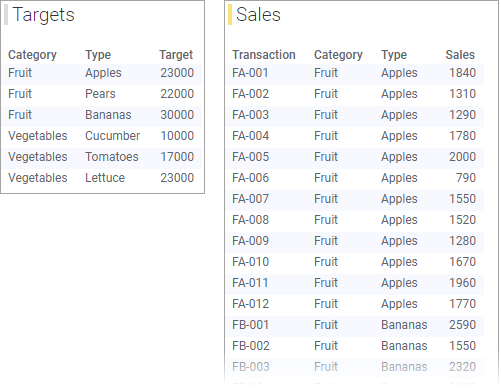 Targets
Category Type Target
Fruit Apples 23000
Fruit Pears 22000
Fruit Bananas 30000
Vegetables Cucumber 10000
Vegetables Tomatoes 17000
Vegetables Lettuce 23000
Sales
Transaction Category Type Sales
FA-001 Fruit Apples 1840
FA-002 Fruit Apples 1310
FA-003 Fruit Apples 1290
FA-004 Fruit Apples 1780
FA-005 Fruit Apples 2000
FA-006 Fruit Apples 790
FA-007 Fruit Apples 1550
FA-008 Fruit Apples 1520
FA-009 Fruit Apples 1280
FA-010 Fruit Apples 1670
FA-011 Fruit Apples 1960
FA-012 Fruit Apples 1770
FB-001 Fruit Bananas 2590
FB-002 Fruit Bananas 1550
FB-003 Fruit Bananas 2320